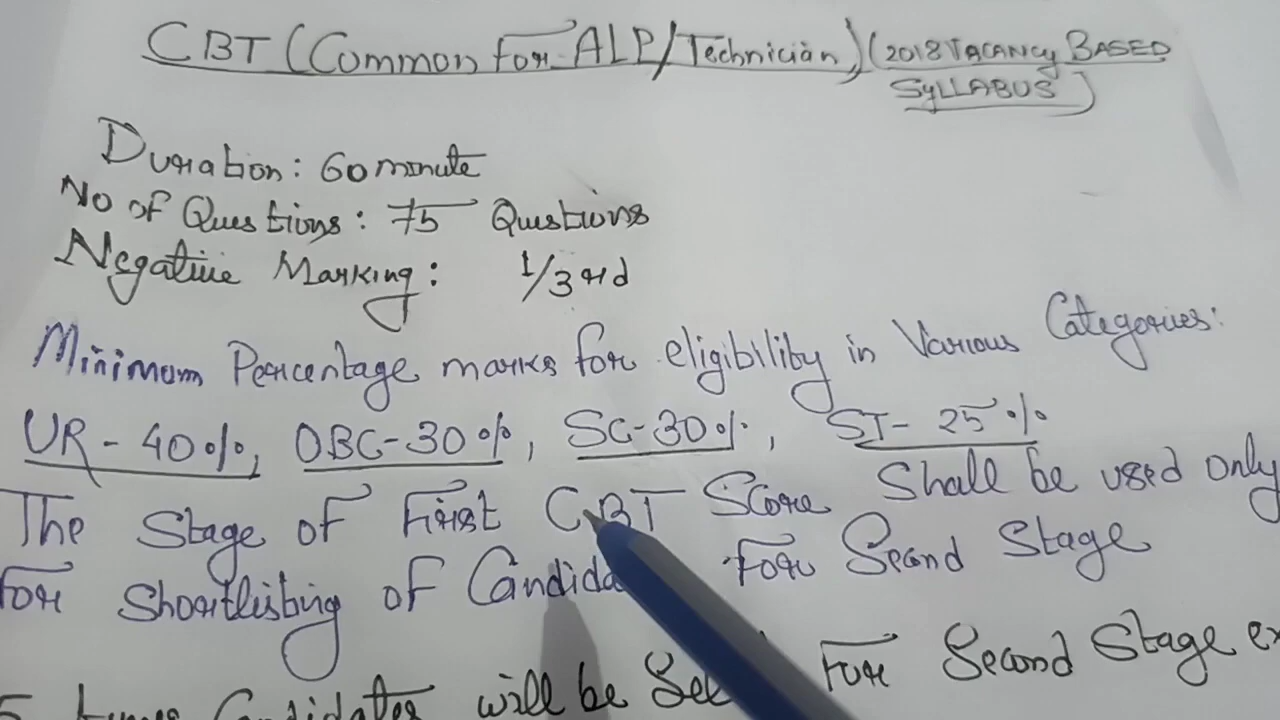 CBT (Common For ALP/Technician) (2018 VACANCY BASED
SYLLABUS)
Duration: 60 minute
No of Questions: 75 Questions
Negative Marking: 1/3rd
Minimum Percentage marks for eligibility in Various Categories:
UR - 40%, OBC-30%, SC-30%, ST- 25%
The Stage of First CBT Score Shall be used only
For Shortlisting of For Second Stage
Candidates will be For Second Stage